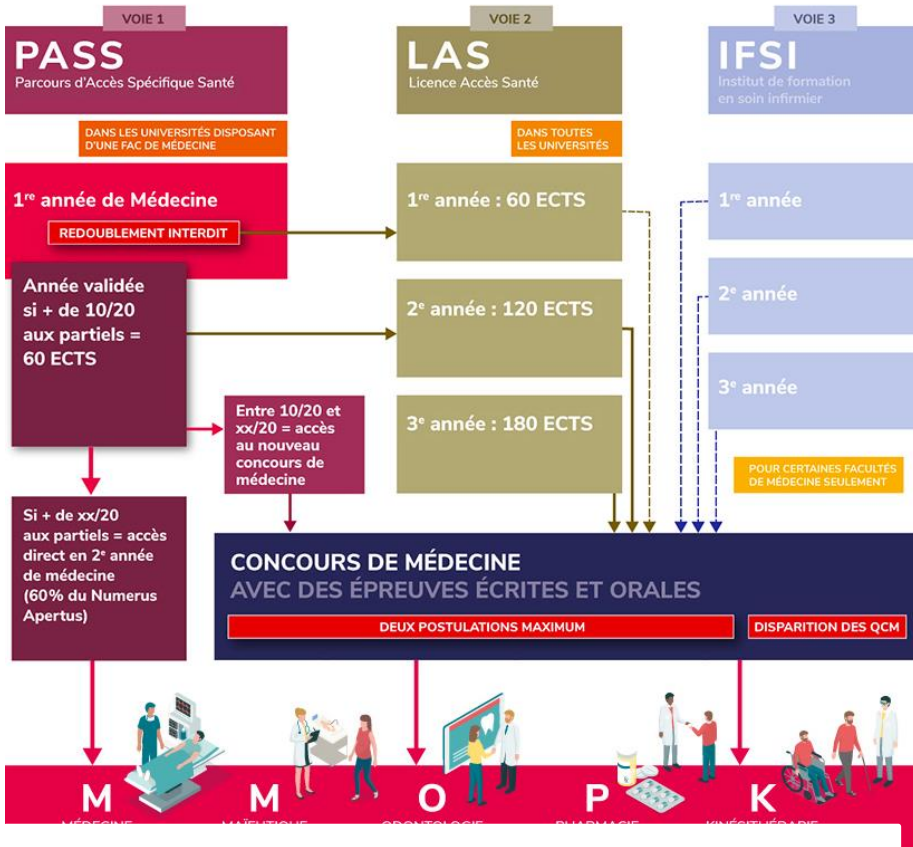 VOIE 1
PASS
Parcours d'Accès Spécifique Santé
DANS LES UNIVERSITÉS DISPOSANT
D'UNE FAC DE MÉDECINE
1re année de Médecine
REDOUBLEMENT INTERDIT
Année validée
si + de 10/20
aux partiels =
60 ECTS
Entre 10/20 et
xx/20 = accès
au nouveau
concours de
médecine
Si + de xx/20
aux partiels = accès
direct en 2e année
de médecine
(60% du Numerus
Apertus)
VOIE 2
LAS
Licence Accès Santé
DANS TOUTES
LES UNIVERSITÉS
1re année : 60 ECTS
2e année : 120 ECTS
3e année : 180 ECTS
VOIE 3
IFSI
Institut de formation
en soin infirmier
1re année
2e année
3e année
POUR CERTAINES FACULTÉS
DE MÉDECINE SEULEMENT
CONCOURS DE MÉDECINE
AVEC DES ÉPREUVES ÉCRITES ET ORALES
DEUX POSTULATIONS MAXIMUM
DISPARITION DES QCM
M M O P K
MÉDECINE MAÏEUTIQUE ODONTOLOGIE PHARMACIE KINÉSITHÉRAPIE